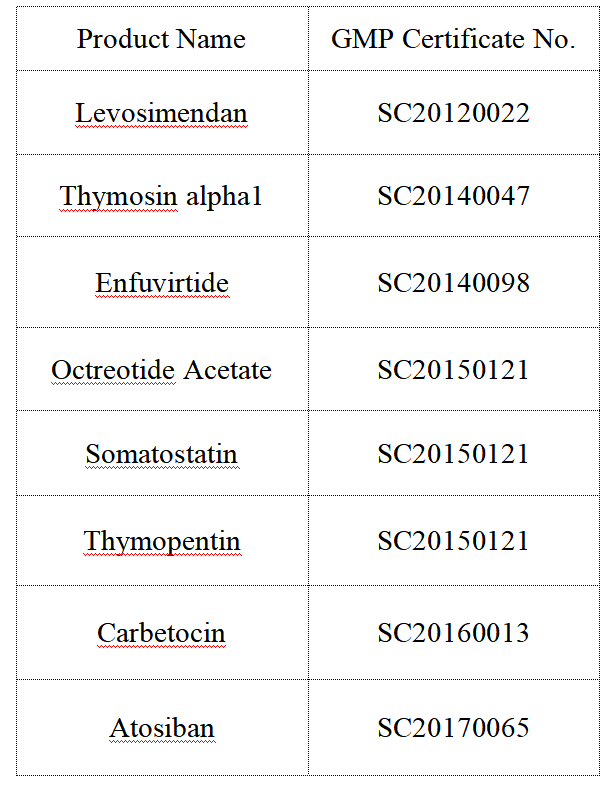 Product Name GMP Certificate No.
Levosimendan SC20120022
Thymosin alpha1 SC20140047
Enfuvirtide SC20140098
Octreotide Acetate SC20150121
Somatostatin SC20150121
Thymopentin SC20150121
Carbetocin SC20160013
Atosiban SC20170065